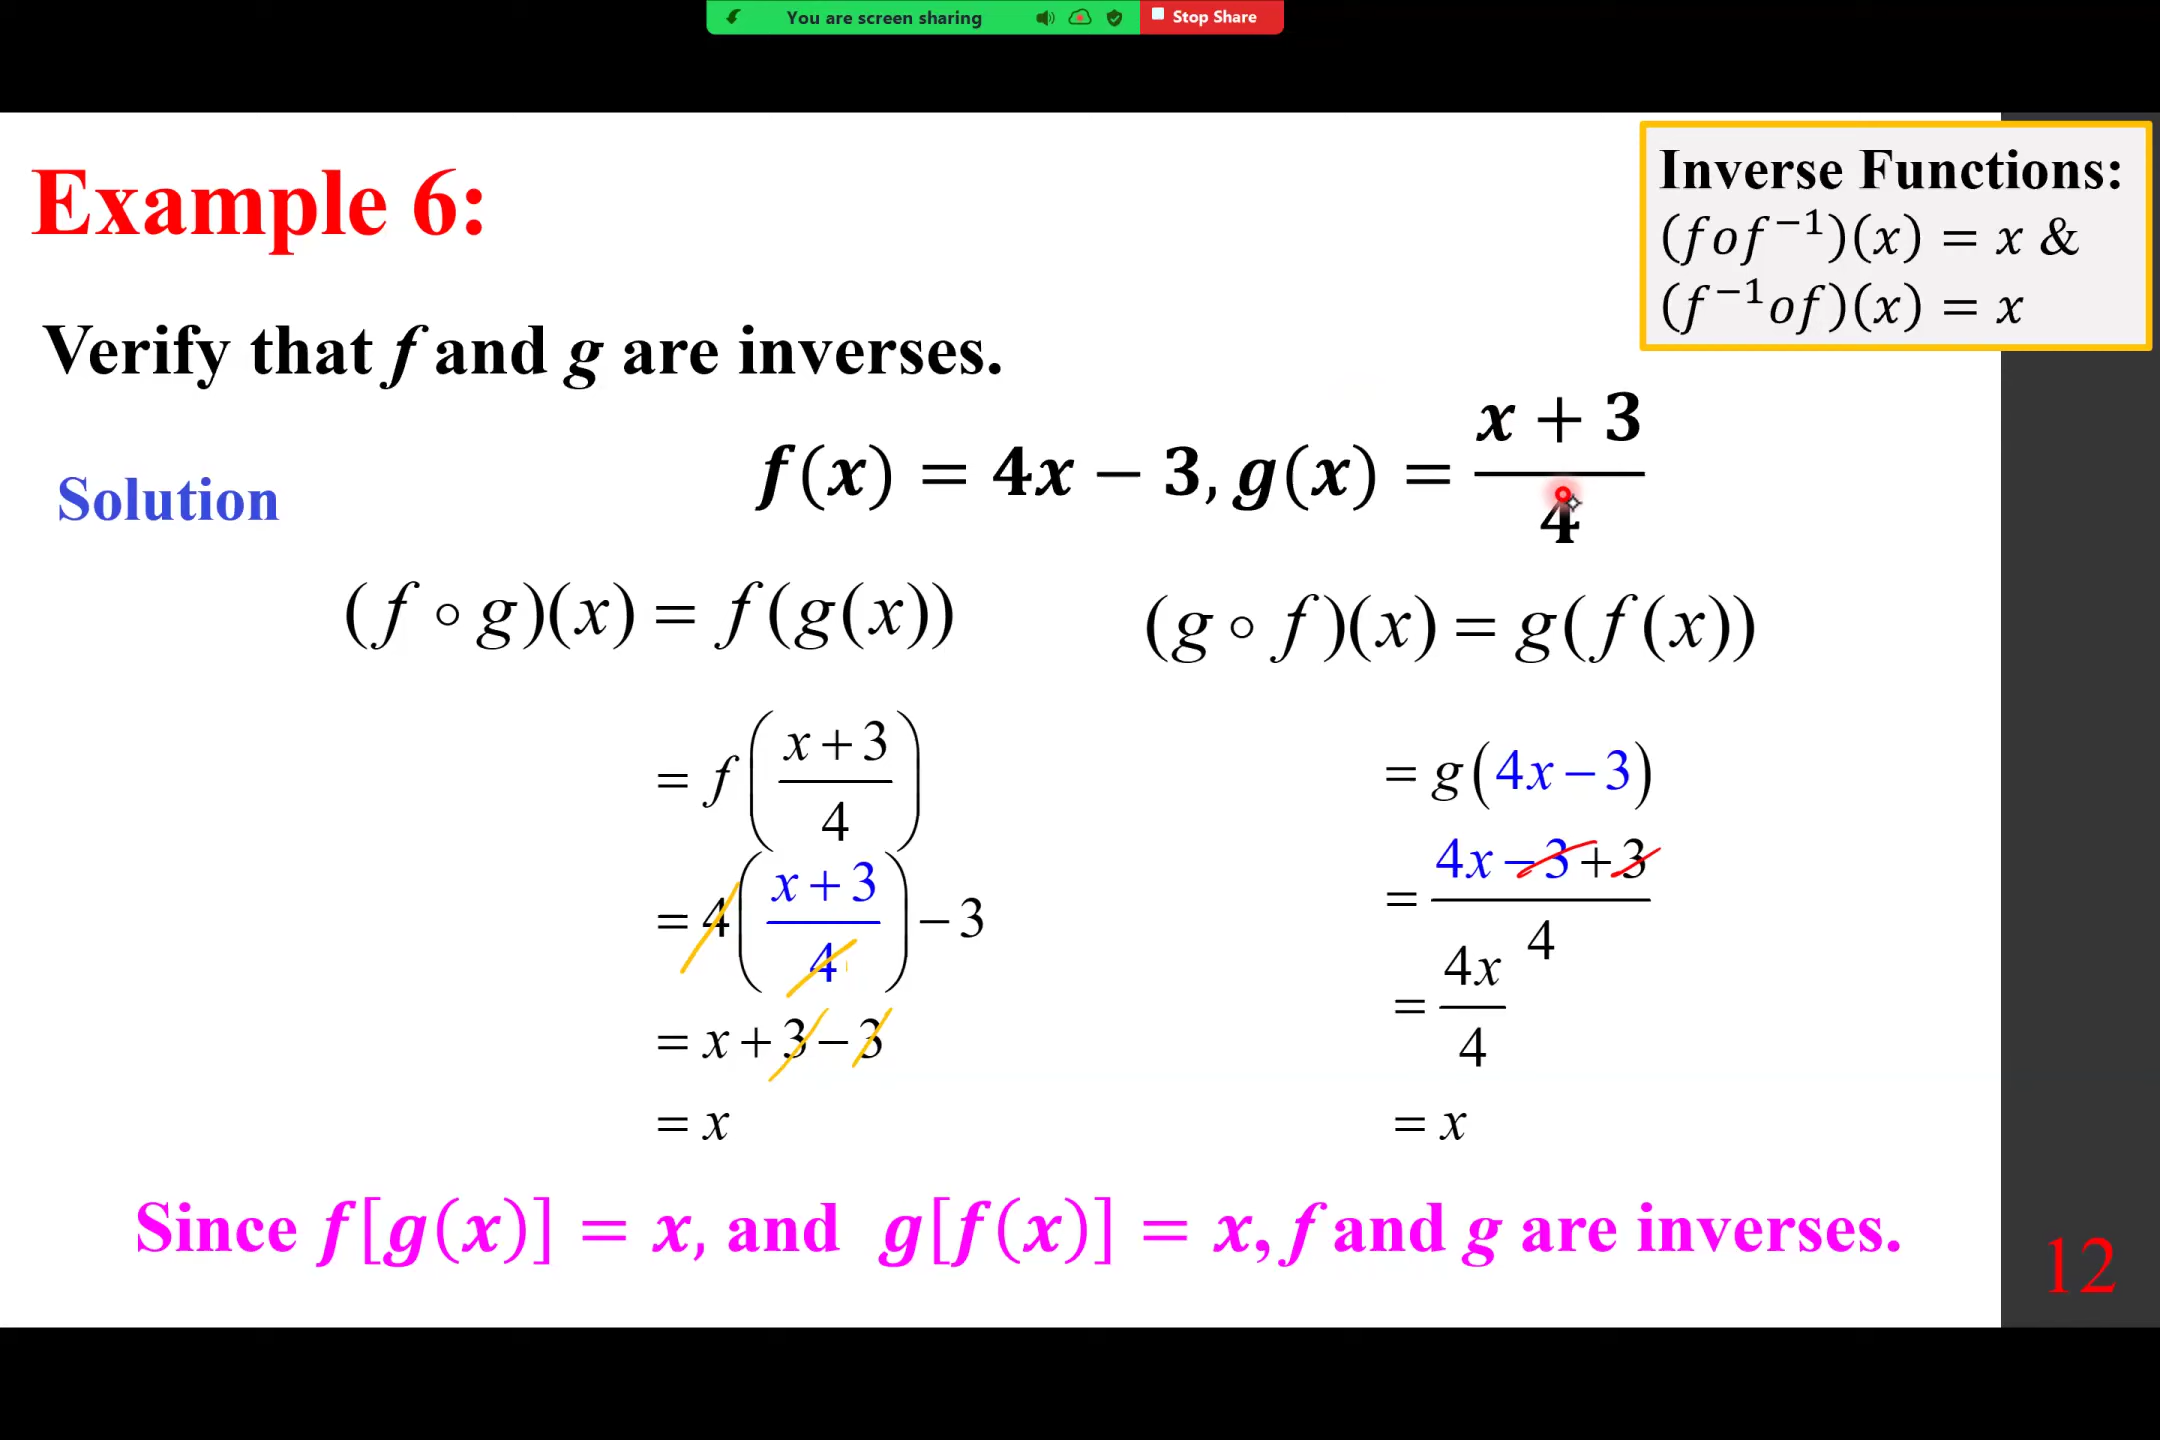 You are screen sharing Stop Share
Inverse Functions:
(fof⁻¹)(x) = x &
(f⁻¹of)(x) = x
Example 6:
Verify that f and g are inverses.
f(x) = 4x − 3, g(x) = (x + 3)/4
Solution
(f ∘ g)(x) = f(g(x))
= f((x + 3)/4)
= 4((x + 3)/4) − 3
= x + 3 − 3
= x
(g ∘ f)(x) = g(f(x))
= g(4x − 3)
= (4x − 3 + 3)/4
= 4x/4
= x
Since f[g(x)] = x, and g[f(x)] = x, f and g are inverses.
12